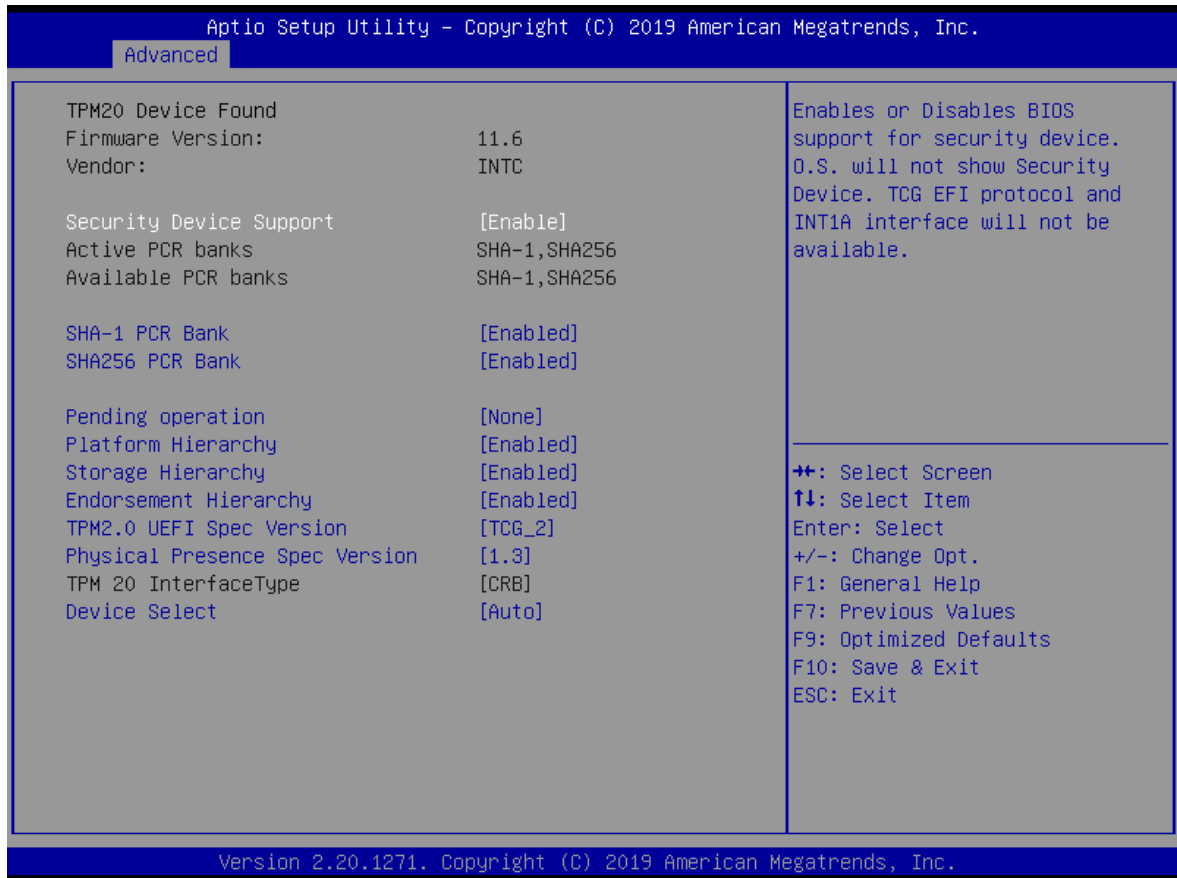 Aptio Setup Utility – Copyright (C) 2019 American Megatrends, Inc.
Advanced
TPM20 Device Found
Firmware Version: 11.6
Vendor: INTC
Security Device Support [Enable]
Active PCR banks SHA-1,SHA256
Available PCR banks SHA-1,SHA256
SHA-1 PCR Bank [Enabled]
SHA256 PCR Bank [Enabled]
Pending operation [None]
Platform Hierarchy [Enabled]
Storage Hierarchy [Enabled]
Endorsement Hierarchy [Enabled]
TPM2.0 UEFI Spec Version [TCG_2]
Physical Presence Spec Version [1.3]
TPM 20 InterfaceType [CRB]
Device Select [Auto]
Enables or Disables BIOS
support for security device.
O.S. will not show Security
Device. TCG EFI protocol and
INT1A interface will not be
available.
→←: Select Screen
↑↓: Select Item
Enter: Select
+/-: Change Opt.
F1: General Help
F7: Previous Values
F9: Optimized Defaults
F10: Save & Exit
ESC: Exit
Version 2.20.1271. Copyright (C) 2019 American Megatrends, Inc.